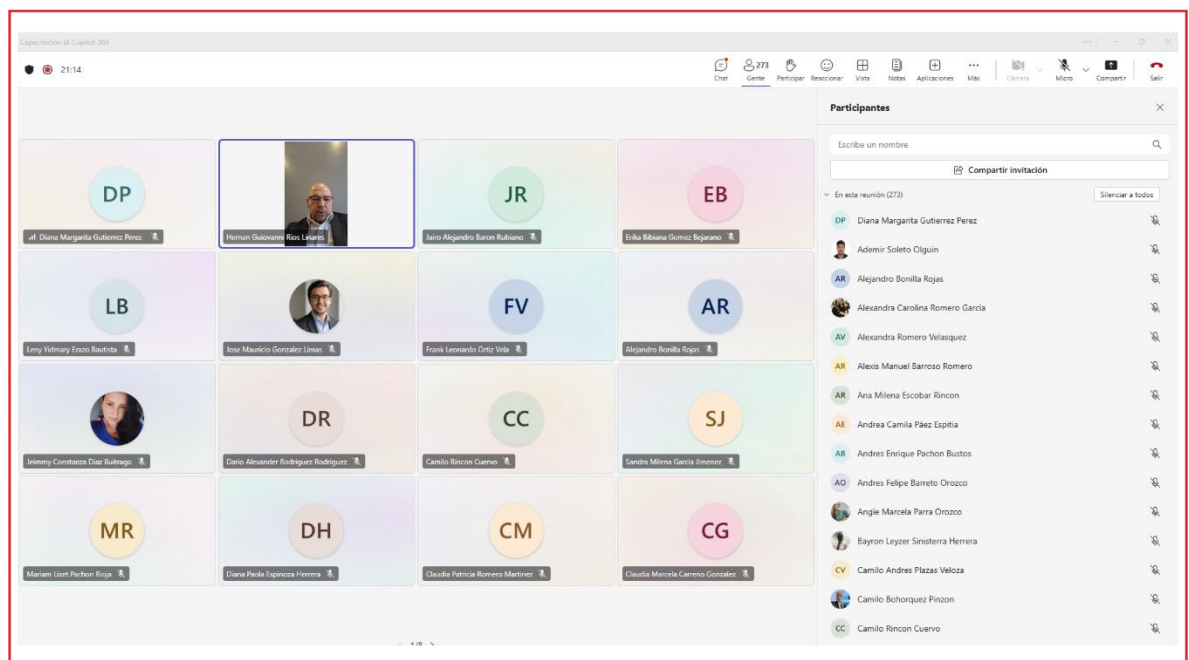 Capacitación IA-Copilot 365
21:14
273
Chat Gente Participar Reaccionar Vista Notas Aplicaciones Más Cámara Micro Compartir Salir
Participantes
Escribe un nombre
Compartir invitación
En esta reunión (273) Silenciar a todos
DP Diana Margarita Gutierrez Perez
Ademir Soleto Olguin
AR Alejandro Bonilla Rojas
Alexandra Carolina Romero Garcia
AV Alexandra Romero Velasquez
AR Alexis Manuel Barroso Romero
AR Ana Milena Escobar Rincon
AE Andrea Camila Páez Espitia
AB Andres Enrique Pachon Bustos
AO Andres Felipe Barreto Orozco
Angie Marcela Parra Orozco
Bayron Leyzer Sinisterra Herrera
CV Camilo Andres Plazas Veloza
Camilo Bohorquez Pinzon
CC Camilo Rincon Cuervo
DP JR EB
Diana Margarita Gutierrez Perez Hernan Guiovanni Rios Linares Jairo Alejandro Baron Rubiano Erika Bibiana Gomez Bejarano
LB FV AR
Leny Yidmary Erazo Bautista Jose Mauricio Gonzalez Limas Frank Leonardo Ortiz Vela Alejandro Bonilla Rojas
DR CC SJ
Jeimmy Constanza Diaz Buitrago Dario Alexander Rodriguez Rodriguez Camilo Rincon Cuervo Sandra Milena Garcia Jimenez
MR DH CM CG
Mariam Lizet Pachon Rioja Diana Paola Espinoza Herrera Claudia Patricia Romero Martinez Claudia Marcela Carreno Gonzalez
1/8